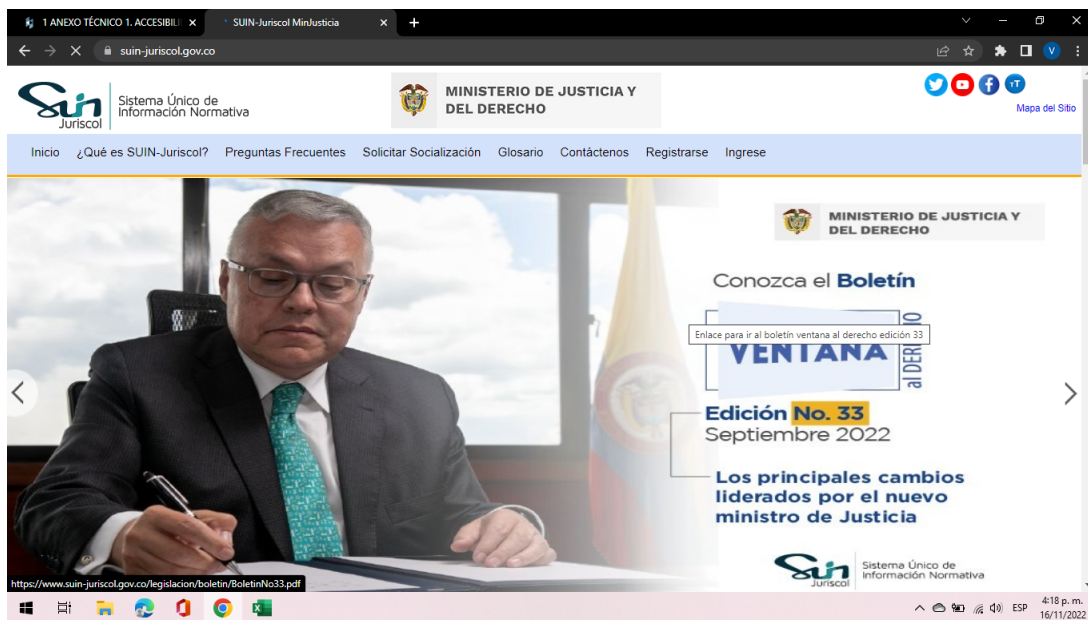 1 ANEXO TÉCNICO 1. ACCESIBILI
SUIN-Juriscol MinJusticia
suin-juriscol.gov.co
V
Suin
Juriscol
Sistema Único de
Información Normativa
MINISTERIO DE JUSTICIA Y
DEL DERECHO
Mapa del Sitio
Inicio ¿Qué es SUIN-Juriscol? Preguntas Frecuentes Solicitar Socialización Glosario Contáctenos Registrarse Ingrese
MINISTERIO DE JUSTICIA Y
DEL DERECHO
Conozca el Boletín
Enlace para ir al boletín ventana al derecho edición 33
VENTANA
al DERECHO
Edición No. 33
Septiembre 2022
Los principales cambios
liderados por el nuevo
ministro de Justicia
Suin
Juriscol
Sistema Único de
Información Normativa
https://www.suin-juriscol.gov.co/legislacion/boletin/BoletinNo33.pdf
ESP
4:18 p. m.
16/11/2022